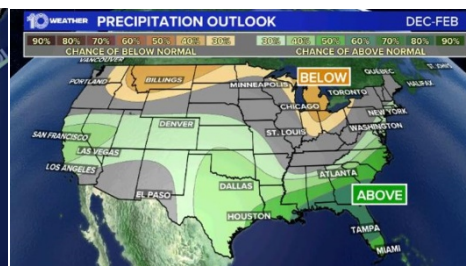 10 WEATHER PRECIPITATION OUTLOOK DEC-FEB
90% 80% 70% 60% 50% 40% 30% 30% 40% 50% 60% 70% 80% 90%
CHANCE OF BELOW NORMAL CHANCE OF ABOVE NORMAL
VANCOUVER
QUEBEC
PORTLAND
BILLINGS
MINNEAPOLIS
BELOW
TORONTO
HALIFAX
CHICAGO
NEW YORK
DENVER
ST. LOUIS
WASHINGTON
SAN FRANCISCO
LAS VEGAS
LOS ANGELES
ATLANTA
EL PASO
DALLAS
ABOVE
HOUSTON
TAMPA
MIAMI